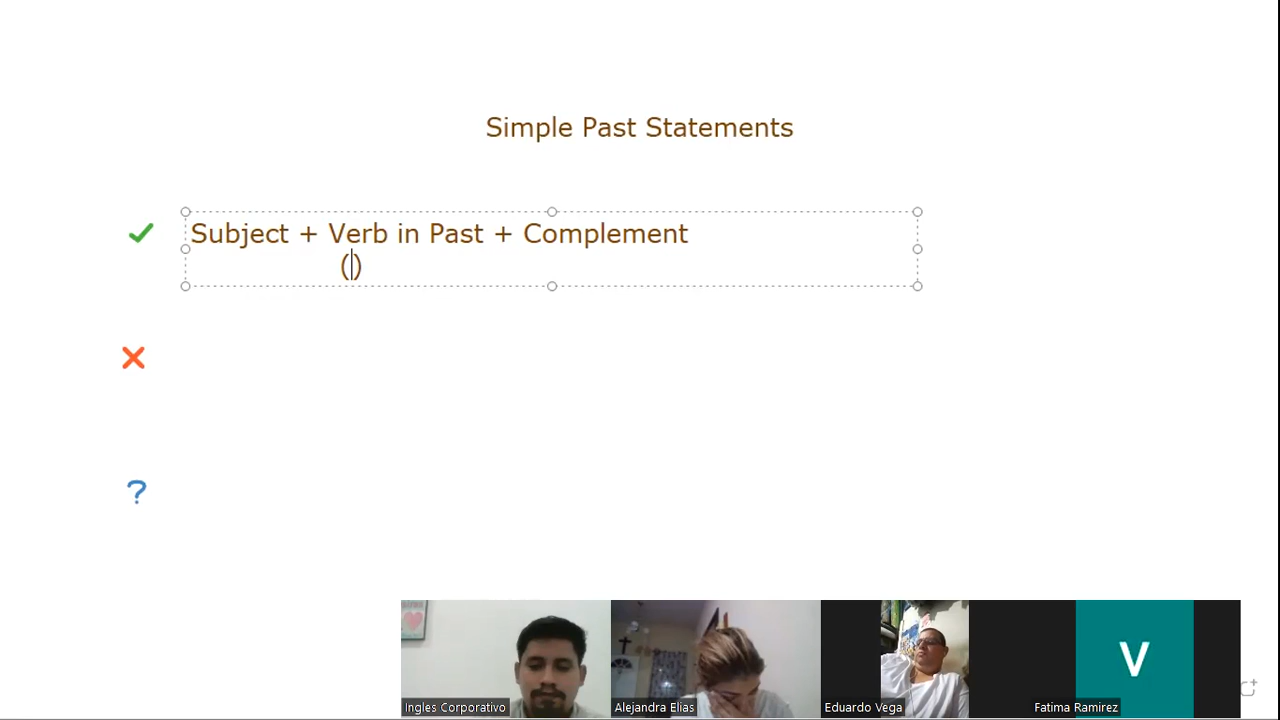 Simple Past Statements
Subject + Verb in Past + Complement
()
?
Ingles Corporativo
Alejandra Elias
Eduardo Vega
V
Fatima Ramirez